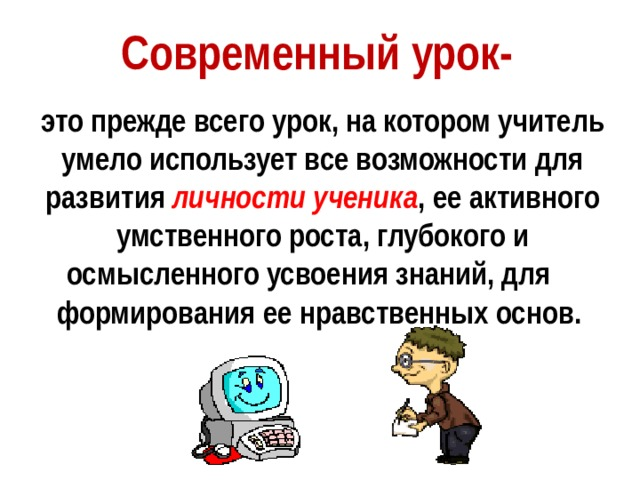 Современный урок-
это прежде всего урок, на котором учитель
умело использует все возможности для
развития личности ученика, ее активного
умственного роста, глубокого и
осмысленного усвоения знаний, для
формирования ее нравственных основ.